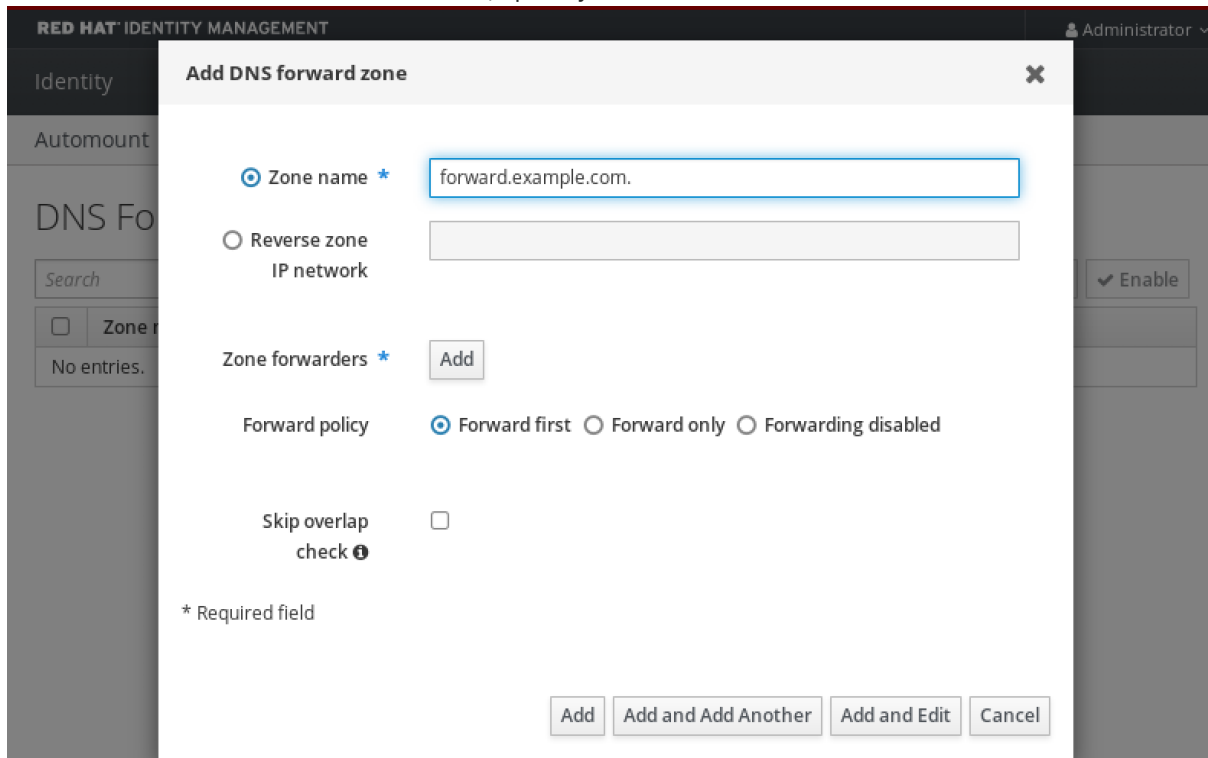 RED HAT' IDENTITY MANAGEMENT
Administrator
Identity
Add DNS forward zone
Automount
Zone name *
forward.example.com.
DNS Fo
Reverse zone
IP network
Search
Enable
Zone
No entries.
Zone forwarders *
Add
Forward policy
Forward first
Forward only
Forwarding disabled
Skip overlap
check
* Required field
Add
Add and Add Another
Add and Edit
Cancel